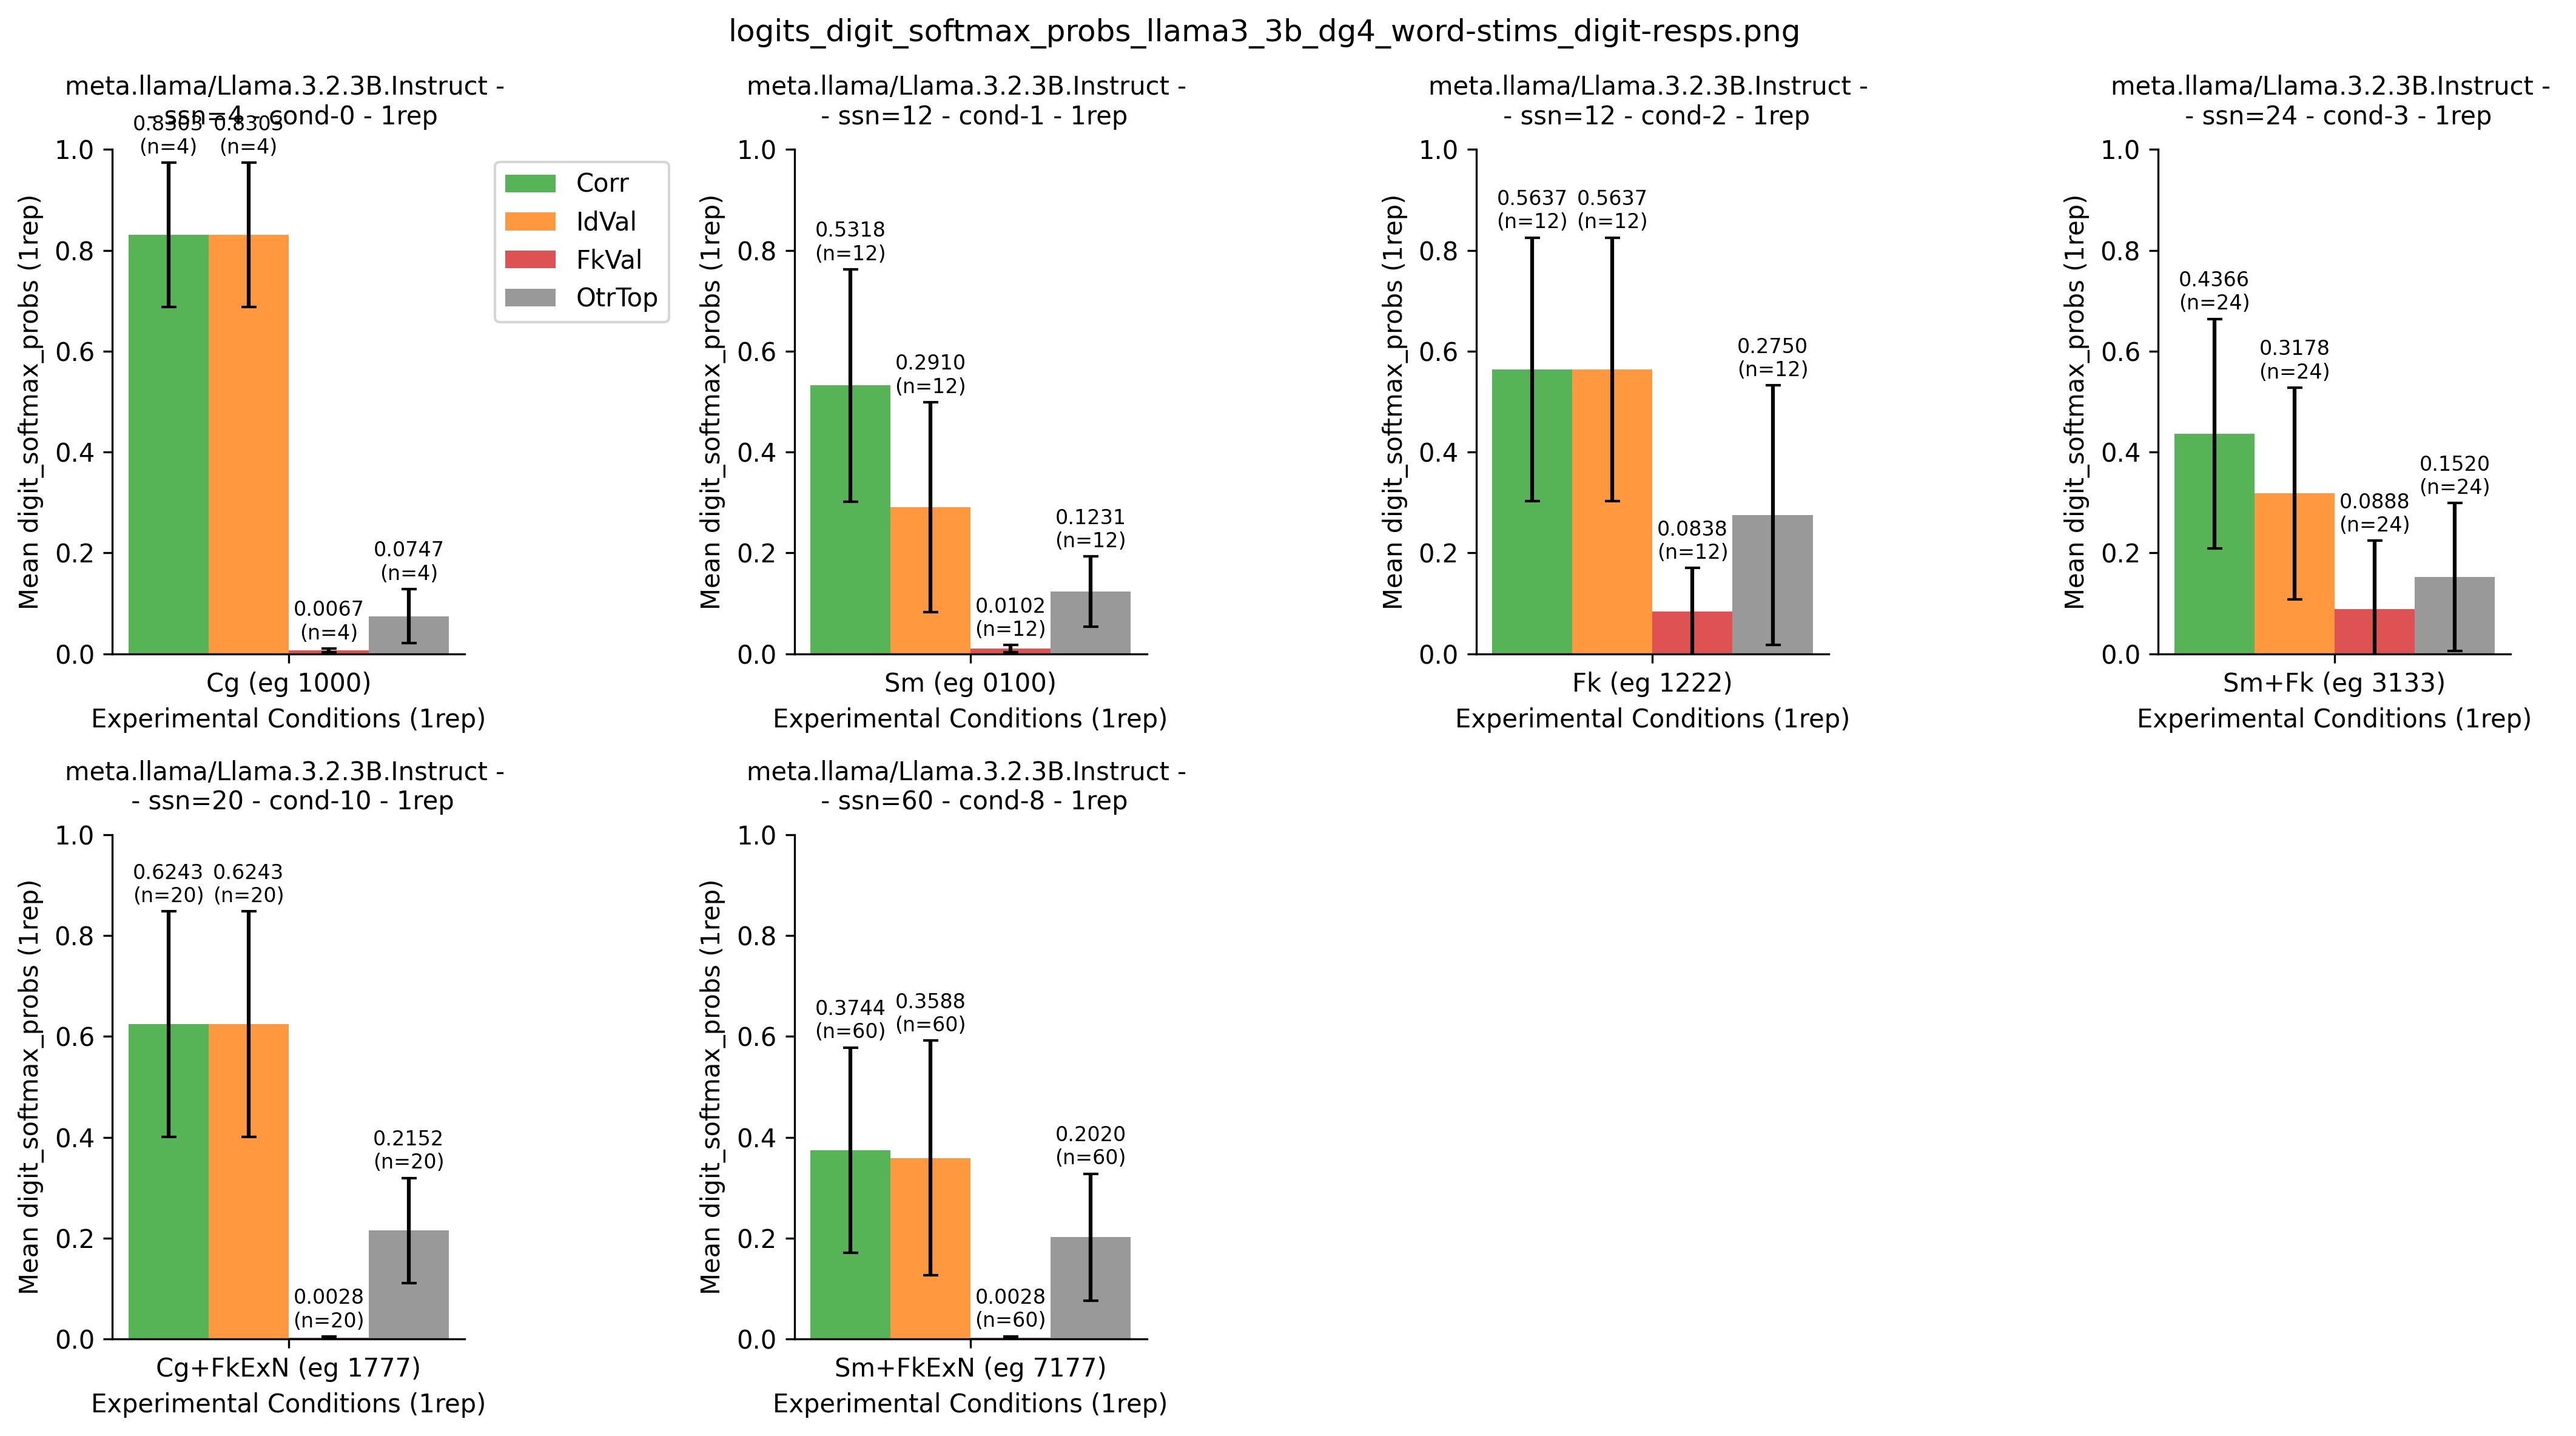 logits_digit_softmax_probs_llama3_3b_dg4_word-stims_digit-resps.png
meta.llama/Llama.3.2.3B.Instruct -
- ssn=4 - cond-0 - 1rep
0.8303 0.8303
(n=4) (n=4)
1.0
0.8
0.6
0.4
0.2
0.0
Mean digit_softmax_probs (1rep)
0.0067
(n=4)
0.0747
(n=4)
Corr
IdVal
FkVal
OtrTop
Cg (eg 1000)
Experimental Conditions (1rep)
meta.llama/Llama.3.2.3B.Instruct -
- ssn=12 - cond-1 - 1rep
1.0
0.8
0.6
0.4
0.2
0.0
Mean digit_softmax_probs (1rep)
0.5318
(n=12)
0.2910
(n=12)
0.0102
(n=12)
0.1231
(n=12)
Sm (eg 0100)
Experimental Conditions (1rep)
meta.llama/Llama.3.2.3B.Instruct -
- ssn=12 - cond-2 - 1rep
1.0
0.8
0.6
0.4
0.2
0.0
Mean digit_softmax_probs (1rep)
0.5637 0.5637
(n=12) (n=12)
0.0838
(n=12)
0.2750
(n=12)
Fk (eg 1222)
Experimental Conditions (1rep)
meta.llama/Llama.3.2.3B.Instruct -
- ssn=24 - cond-3 - 1rep
1.0
0.8
0.6
0.4
0.2
0.0
Mean digit_softmax_probs (1rep)
0.4366
(n=24)
0.3178
(n=24)
0.0888
(n=24)
0.1520
(n=24)
Sm+Fk (eg 3133)
Experimental Conditions (1rep)
meta.llama/Llama.3.2.3B.Instruct -
- ssn=20 - cond-10 - 1rep
1.0
0.8
0.6
0.4
0.2
0.0
Mean digit_softmax_probs (1rep)
0.6243 0.6243
(n=20) (n=20)
0.0028
(n=20)
0.2152
(n=20)
Cg+FkExN (eg 1777)
Experimental Conditions (1rep)
meta.llama/Llama.3.2.3B.Instruct -
- ssn=60 - cond-8 - 1rep
1.0
0.8
0.6
0.4
0.2
0.0
Mean digit_softmax_probs (1rep)
0.3744
(n=60)
0.3588
(n=60)
0.0028
(n=60)
0.2020
(n=60)
Sm+FkExN (eg 7177)
Experimental Conditions (1rep)